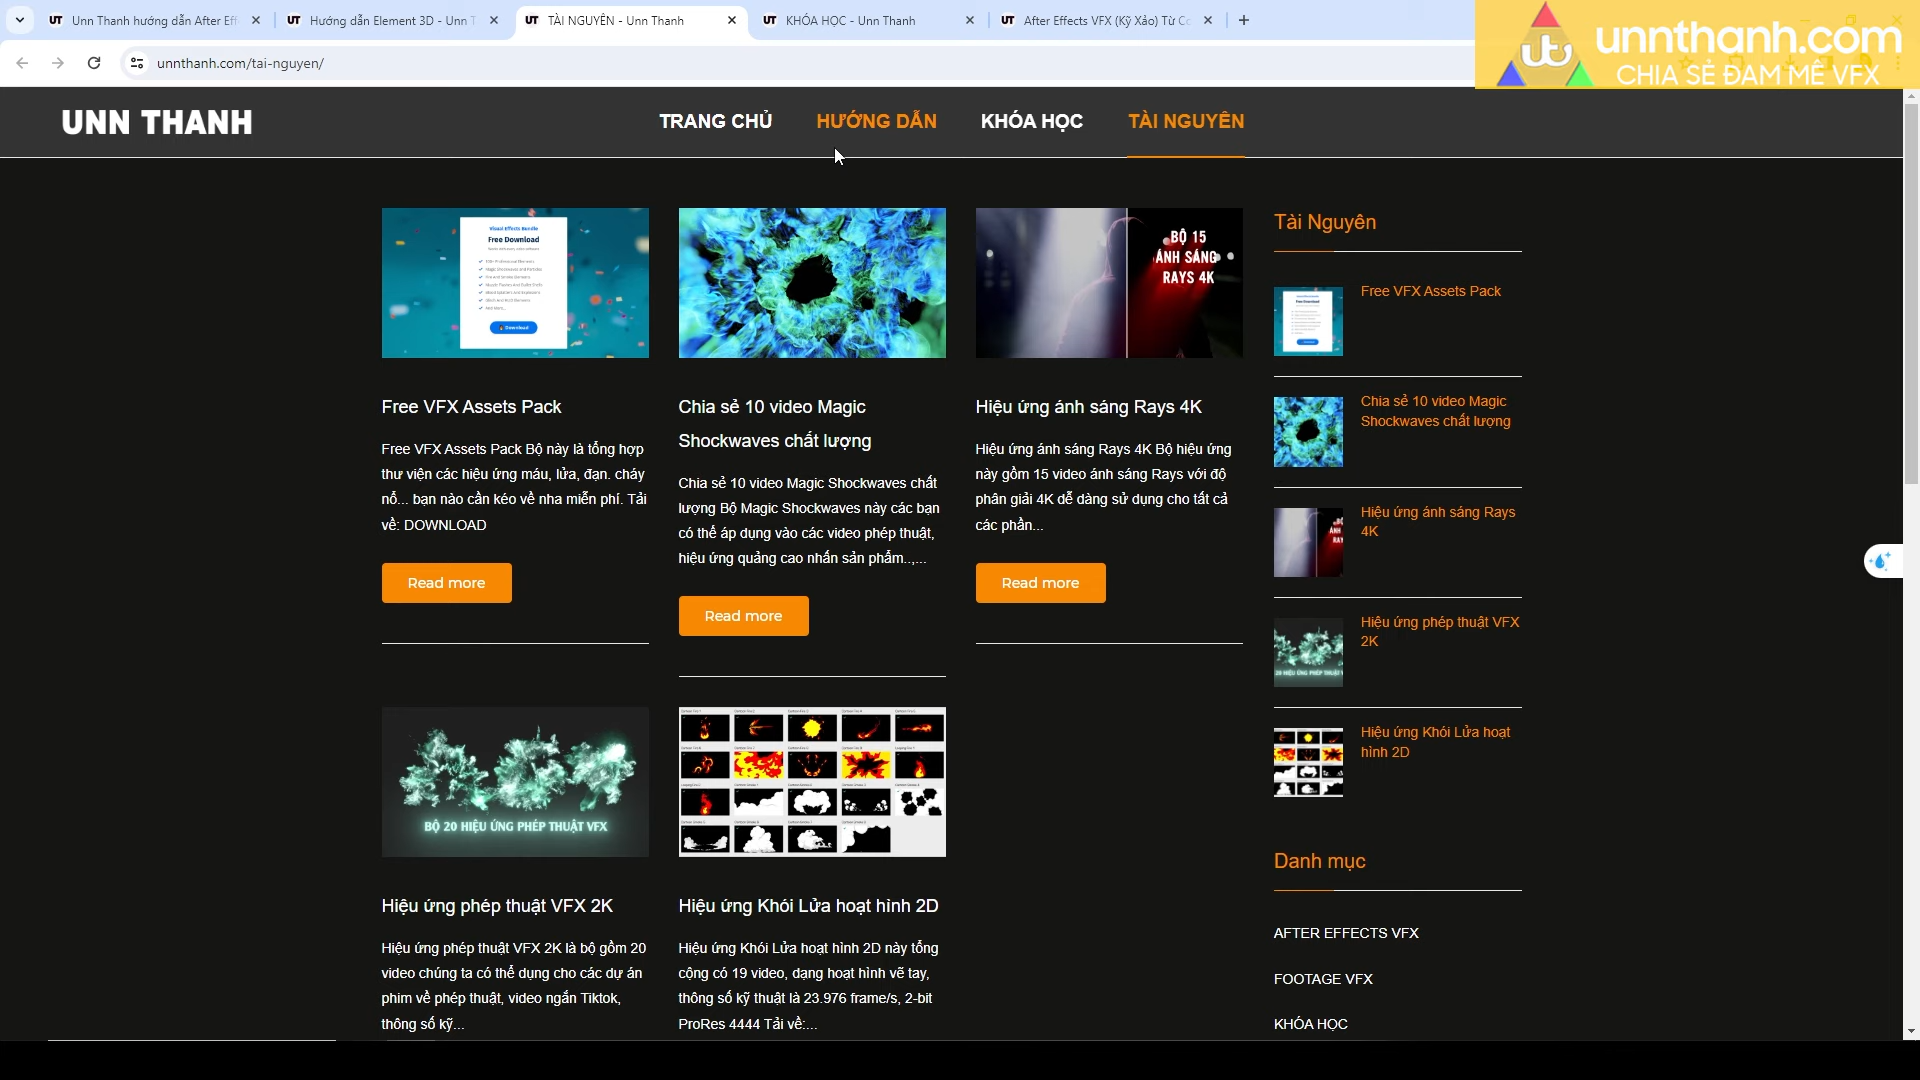 Unn Thanh hướng dẫn After Eff
Hướng dẫn Element 3D - Unn T
TÀI NGUYÊN - Unn Thanh
KHÓA HỌC - Unn Thanh
After Effects VFX (Kỹ Xảo) Từ Cơ
unnthanh.com
CHIA SẺ ĐAM MÊ VFX
unnthanh.com/tai-nguyen/
UNN THANH
TRANG CHỦ
HƯỚNG DẪN
KHÓA HỌC
TÀI NGUYÊN
Visual Effects Bundle
Free Download
Download
BỘ 15
ÁNH SÁNG
RAYS 4K
Free VFX Assets Pack
Free VFX Assets Pack Bộ này là tổng hợp
thư viện các hiệu ứng máu, lửa, đạn. cháy
nổ... bạn nào cần kéo về nha miễn phí. Tải
về: DOWNLOAD
Read more
Chia sẻ 10 video Magic
Shockwaves chất lượng
Chia sẻ 10 video Magic Shockwaves chất
lượng Bộ Magic Shockwaves này các bạn
có thể áp dụng vào các video phép thuật,
hiệu ứng quảng cao nhấn sản phẩm..,...
Read more
Hiệu ứng ánh sáng Rays 4K
Hiệu ứng ánh sáng Rays 4K Bộ hiệu ứng
này gồm 15 video ánh sáng Rays với độ
phân giải 4K dễ dàng sử dụng cho tất cả
các phần...
Read more
BỘ 20 HIỆU ỨNG PHÉP THUẬT VFX
Hiệu ứng phép thuật VFX 2K
Hiệu ứng phép thuật VFX 2K là bộ gồm 20
video chúng ta có thể dụng cho các dự án
phim về phép thuật, video ngắn Tiktok,
thông số kỹ...
Hiệu ứng Khói Lửa hoạt hình 2D
Hiệu ứng Khói Lửa hoạt hình 2D này tổng
cộng có 19 video, dạng hoạt hình vẽ tay,
thông số kỹ thuật là 23.976 frame/s, 2-bit
ProRes 4444 Tải về:...
Tài Nguyên
Free VFX Assets Pack
Chia sẻ 10 video Magic
Shockwaves chất lượng
Hiệu ứng ánh sáng Rays
4K
Hiệu ứng phép thuật VFX
2K
Hiệu ứng Khói Lửa hoạt
hình 2D
Danh mục
AFTER EFFECTS VFX
FOOTAGE VFX
KHÓA HỌC